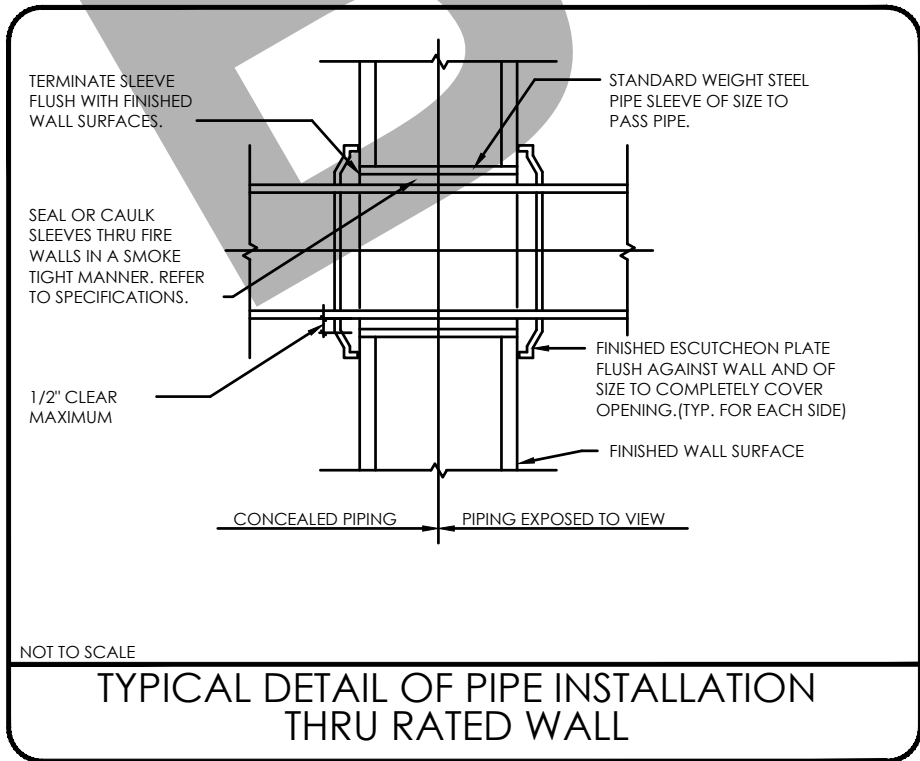 TERMINATE SLEEVE
FLUSH WITH FINISHED
WALL SURFACES.
STANDARD WEIGHT STEEL
PIPE SLEEVE OF SIZE TO
PASS PIPE.
SEAL OR CAULK
SLEEVES THRU FIRE
WALLS IN A SMOKE
TIGHT MANNER. REFER
TO SPECIFICATIONS.
1/2" CLEAR
MAXIMUM
FINISHED ESCUTCHEON PLATE
FLUSH AGAINST WALL AND OF
SIZE TO COMPLETELY COVER
OPENING.(TYP. FOR EACH SIDE)
FINISHED WALL SURFACE
CONCEALED PIPING
PIPING EXPOSED TO VIEW
NOT TO SCALE
TYPICAL DETAIL OF PIPE INSTALLATION
THRU RATED WALL